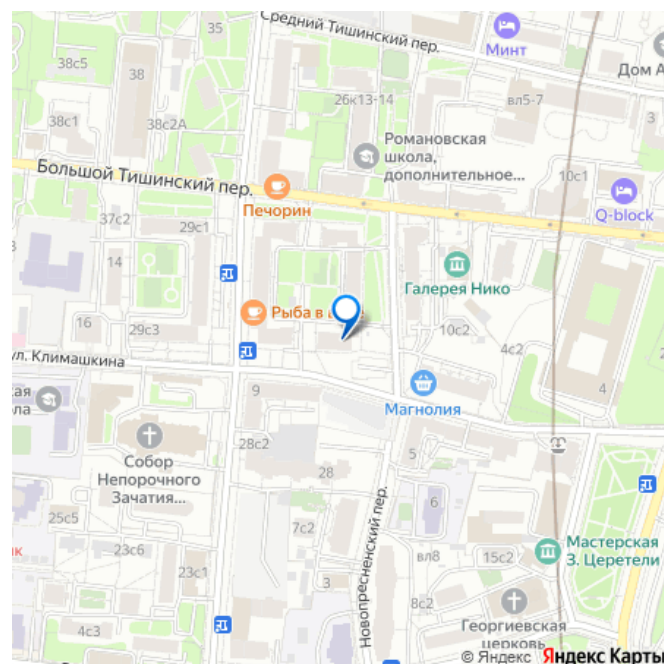 Средний Тишинский пер.
35
38с5
Минт
38
Дом А
вл5-7
26к13-14
3
38с1
38с2А
Романовская
школа,
дополнительное...
Большой Тишинский пер.
10с1
Печорин
Q-block
37с2
29с1
14
Галерея Нико
Рыба в
16
29с3
10с2
4с2
ул. Климашкина
4
9
Магнолия
Собор
Непорочного
Зачатия...
28с2
5
28
6
25с5
7с2
Новопресненский пер.
Мастерская
З. Церетели
23с6
вл8
15с2
23с1
8с2
Георгиевская
церковь
4с3
© Яндекс Яндекс Карты